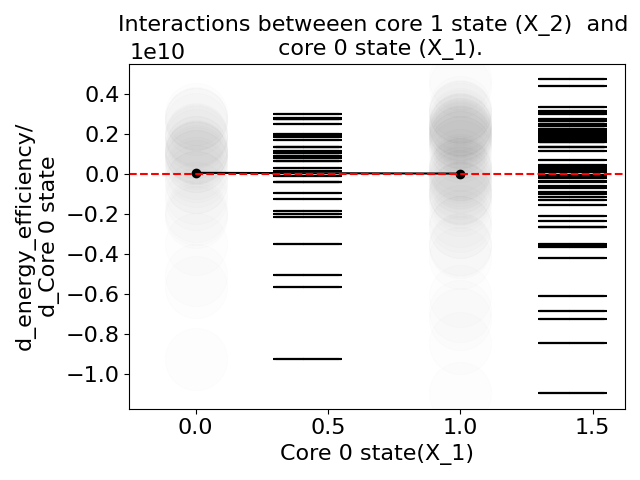 Interactions betweeen core 1 state (X_2)  and
core 0 state (X_1).
1e10
d_energy_efficiency/
d_Core 0 state
0.4
0.2
0.0
−0.2
−0.4
−0.6
−0.8
−1.0
0.0 0.5 1.0 1.5
Core 0 state(X_1)